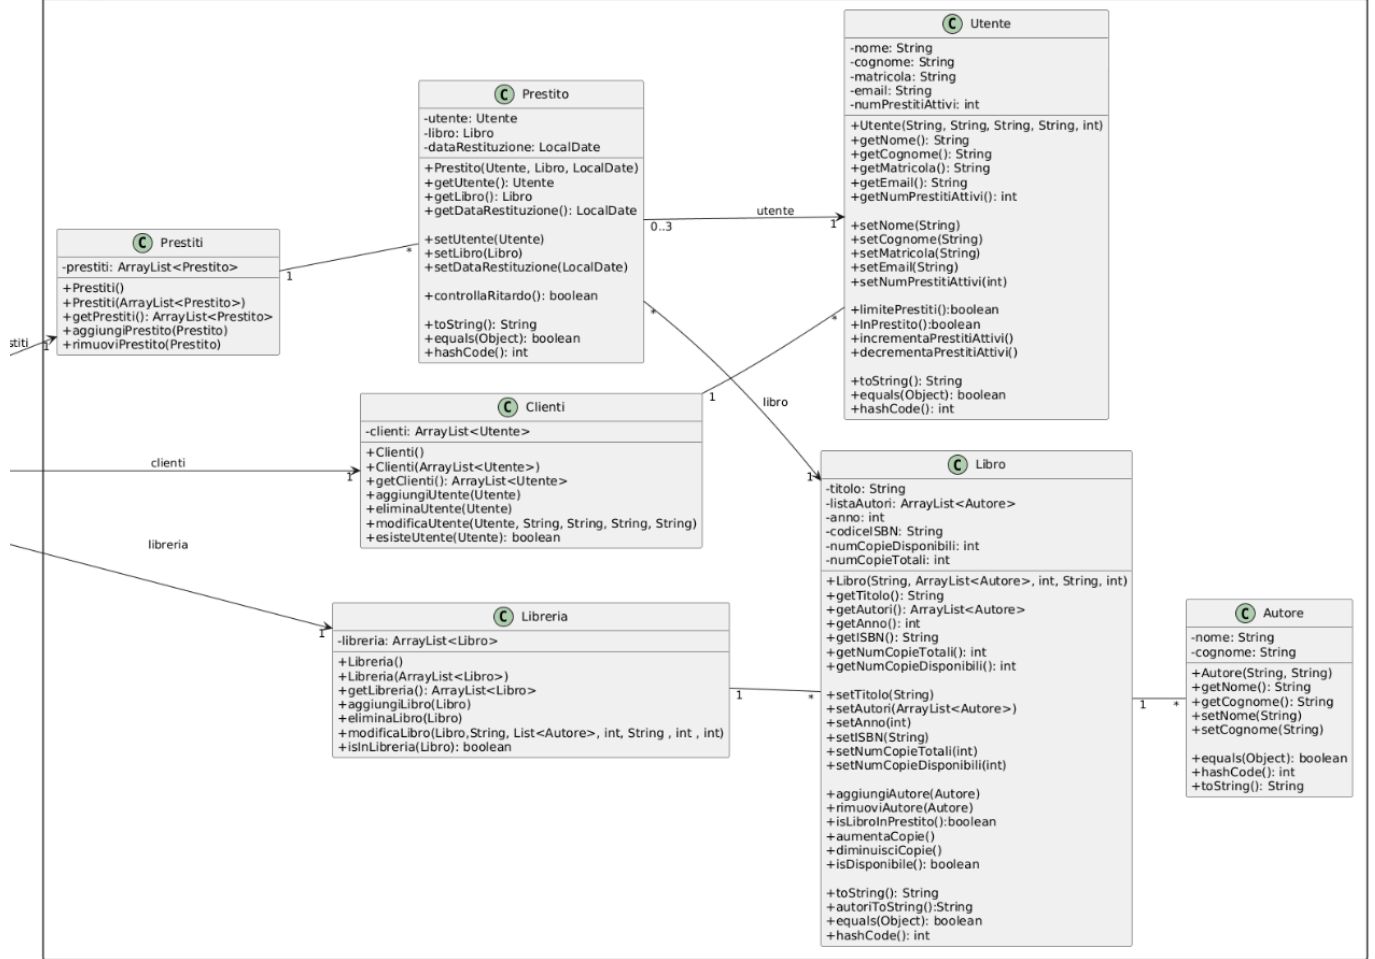 C Utente
-nome: String
-cognome: String
-matricola: String
-email: String
-numPrestitiAttivi: int
+Utente(String, String, String, String, int)
+getNome(): String
+getCognome(): String
+getMatricola(): String
+getEmail(): String
+getNumPrestitiAttivi(): int
+setNome(String)
+setCognome(String)
+setMatricola(String)
+setEmail(String)
+setNumPrestitiAttivi(int)
+limitePrestiti():boolean
+InPrestito():boolean
+incrementaPrestitiAttivi()
+decrementaPrestitiAttivi()
+toString(): String
+equals(Object): boolean
+hashCode(): int
C Prestito
-utente: Utente
-libro: Libro
-dataRestituzione: LocalDate
+Prestito(Utente, Libro, LocalDate)
+getUtente(): Utente
+getLibro(): Libro
+getDataRestituzione(): LocalDate
+setUtente(Utente)
+setLibro(Libro)
+setDataRestituzione(LocalDate)
+controllaRitardo(): boolean
+toString(): String
+equals(Object): boolean
+hashCode(): int
utente
0..3
1
C Prestiti
-prestiti: ArrayList<Prestito>
+Prestiti()
+Prestiti(ArrayList<Prestito>)
+getPrestiti(): ArrayList<Prestito>
+aggiungiPrestito(Prestito)
+rimuoviPrestito(Prestito)
1
*
stiti
1
*
libro
1
*
1
C Clienti
-clienti: ArrayList<Utente>
+Clienti()
+Clienti(ArrayList<Utente>)
+getClienti(): ArrayList<Utente>
+aggiungiUtente(Utente)
+eliminaUtente(Utente)
+modificaUtente(Utente, String, String, String, String)
+esisteUtente(Utente): boolean
clienti
1
libreria
1
C Libreria
-libreria: ArrayList<Libro>
+Libreria()
+Libreria(ArrayList<Libro>)
+getLibreria(): ArrayList<Libro>
+aggiungiLibro(Libro)
+eliminaLibro(Libro)
+modificaLibro(Libro,String, List<Autore>, int, String , int , int)
+isInLibreria(Libro): boolean
1
*
C Libro
-titolo: String
-listaAutori: ArrayList<Autore>
-anno: int
-codiceISBN: String
-numCopieDisponibili: int
-numCopieTotali: int
+Libro(String, ArrayList<Autore>, int, String, int)
+getTitolo(): String
+getAutori(): ArrayList<Autore>
+getAnno(): int
+getISBN(): String
+getNumCopieTotali(): int
+getNumCopieDisponibili(): int
+setTitolo(String)
+setAutori(ArrayList<Autore>)
+setAnno(int)
+setISBN(String)
+setNumCopieTotali(int)
+setNumCopieDisponibili(int)
+aggiungiAutore(Autore)
+rimuoviAutore(Autore)
+isLibroInPrestito():boolean
+aumentaCopie()
+diminuisciCopie()
+isDisponibile(): boolean
+toString(): String
+autoriToString():String
+equals(Object): boolean
+hashCode(): int
1
*
C Autore
-nome: String
-cognome: String
+Autore(String, String)
+getNome(): String
+getCognome(): String
+setNome(String)
+setCognome(String)
+equals(Object): boolean
+hashCode(): int
+toString(): String